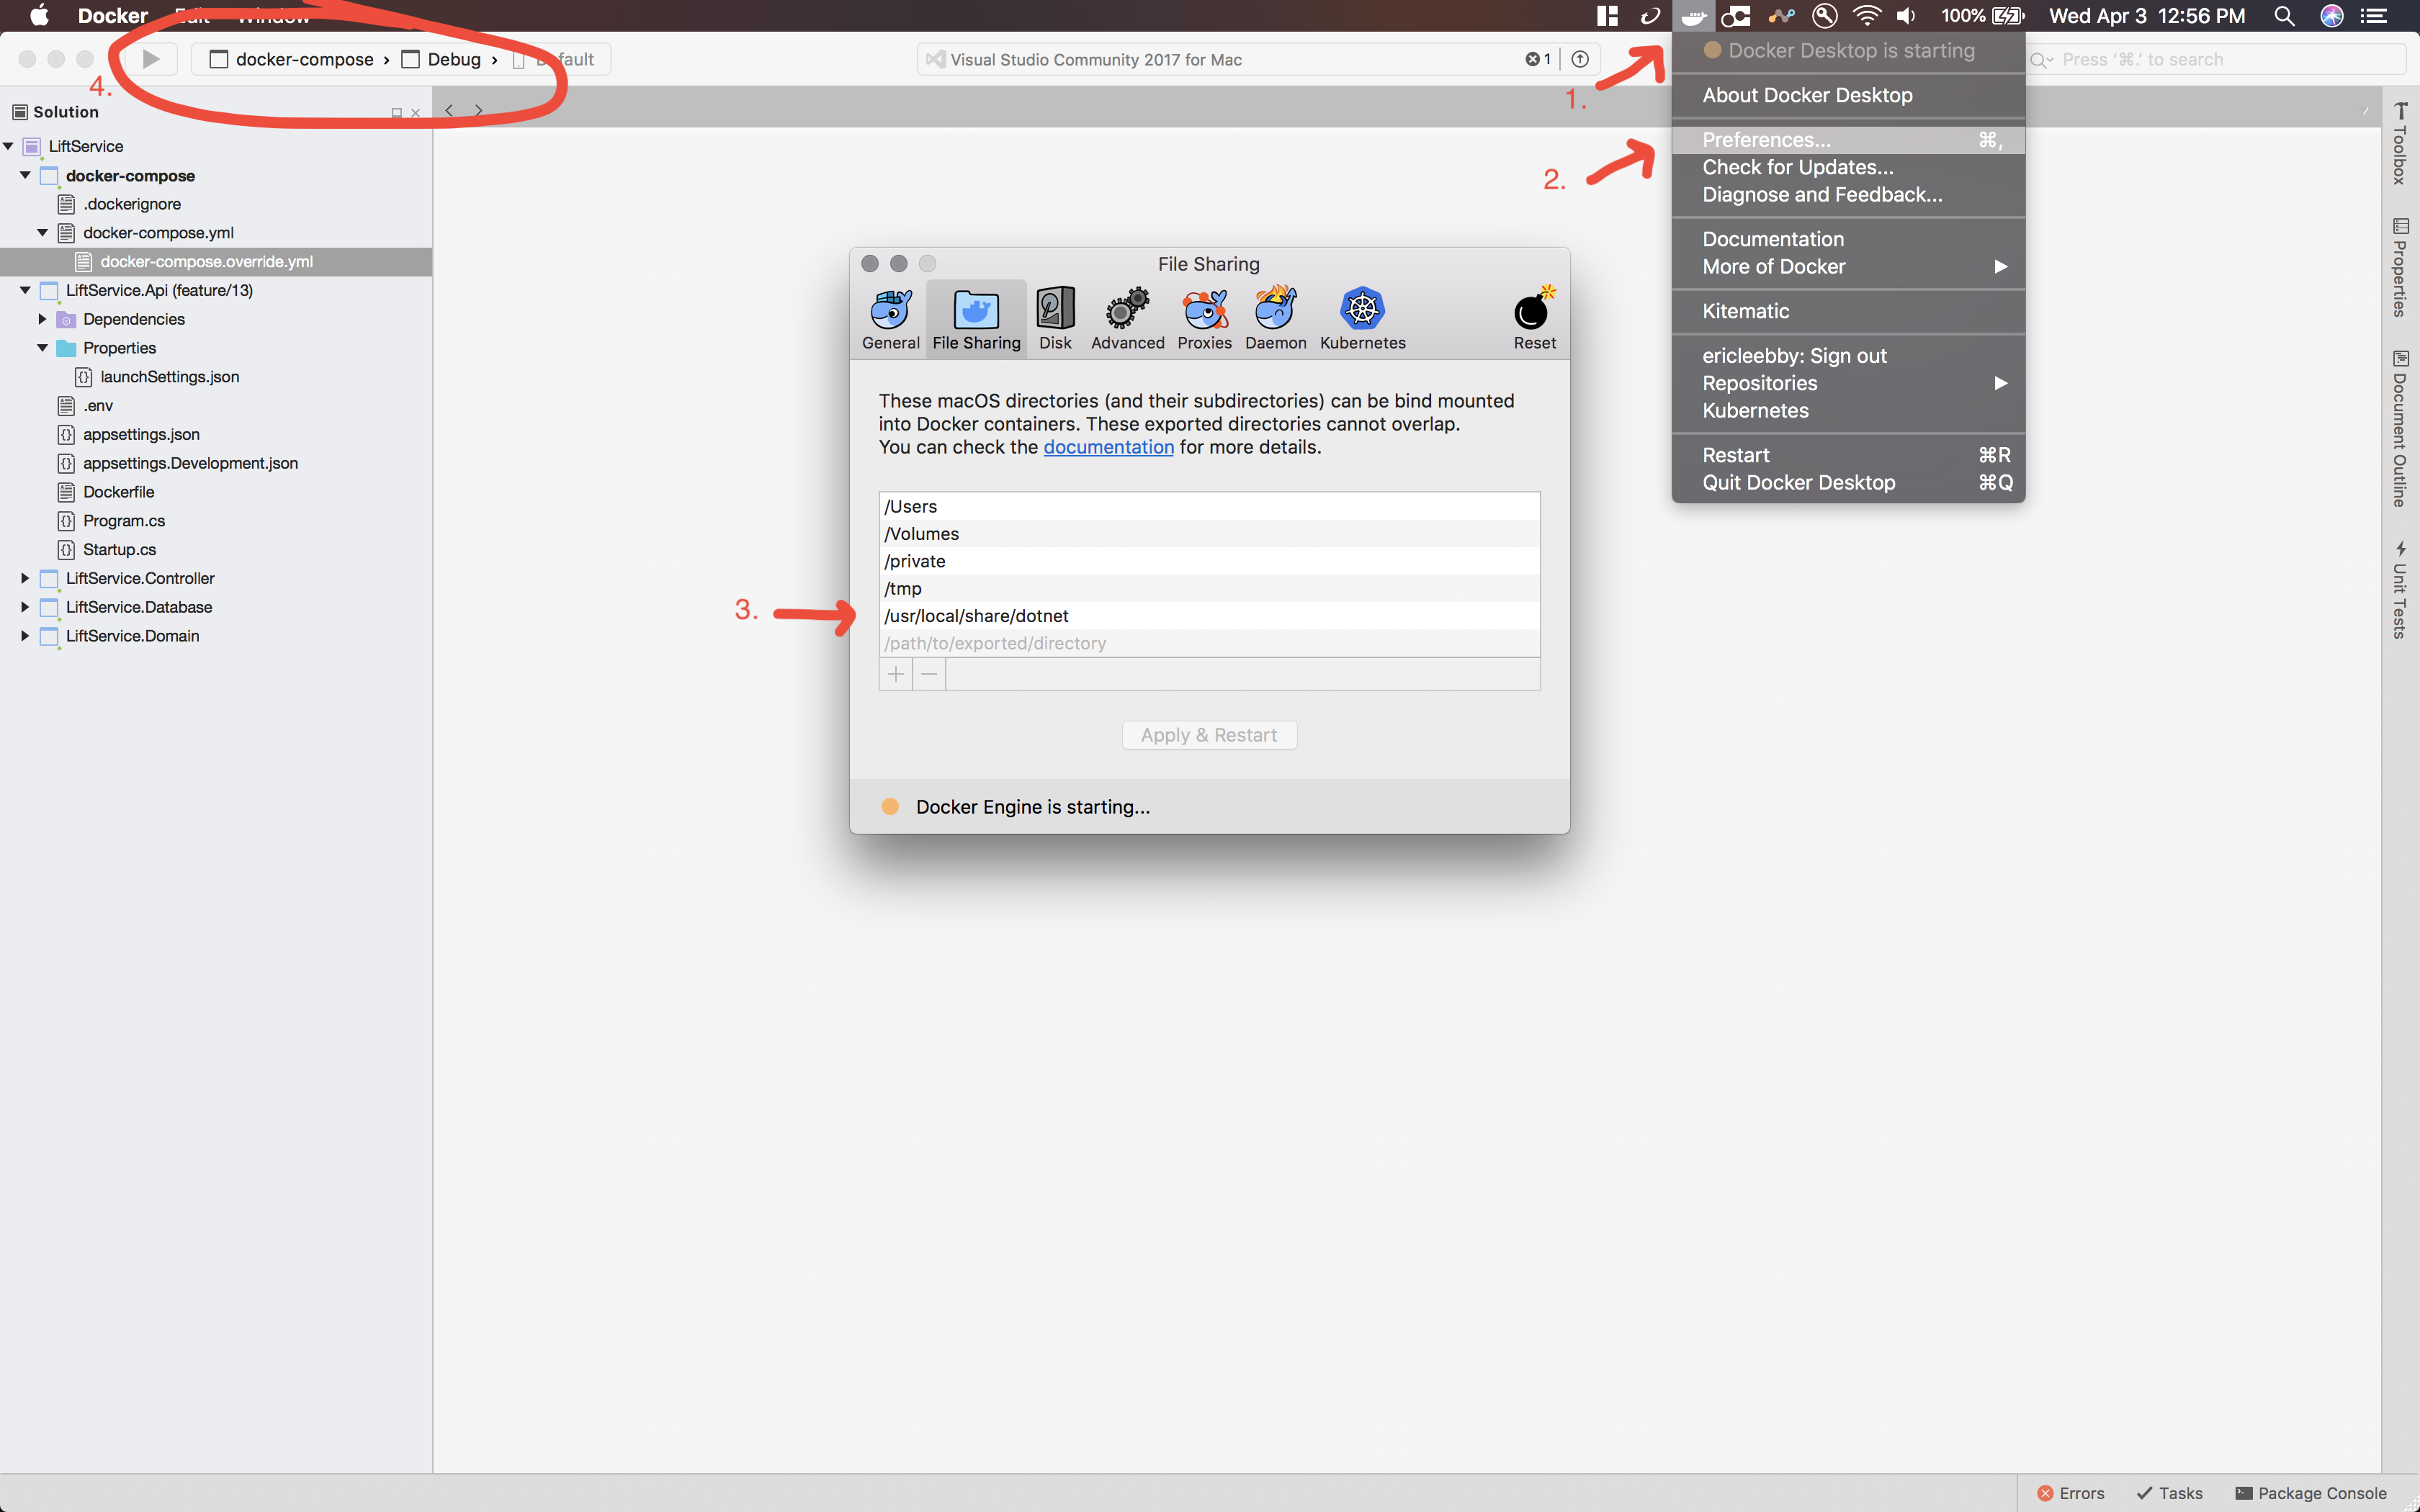 Docker Edit Window
100% Wed Apr 3 12:56 PM
docker-compose › Debug › Default
Visual Studio Community 2017 for Mac
1
Press ‘⌘.’ to search
4.
1.
2.
3.
Docker Desktop is starting
About Docker Desktop
Preferences... ⌘,
Check for Updates...
Diagnose and Feedback...
Documentation
More of Docker
Kitematic
ericleebby: Sign out
Repositories
Kubernetes
Restart ⌘R
Quit Docker Desktop ⌘Q
Solution
LiftService
docker-compose
.dockerignore
docker-compose.yml
docker-compose.override.yml
LiftService.Api (feature/13)
Dependencies
Properties
launchSettings.json
.env
appsettings.json
appsettings.Development.json
Dockerfile
Program.cs
Startup.cs
LiftService.Controller
LiftService.Database
LiftService.Domain
File Sharing
General File Sharing Disk Advanced Proxies Daemon Kubernetes Reset
These macOS directories (and their subdirectories) can be bind mounted
into Docker containers. These exported directories cannot overlap.
You can check the documentation for more details.
/Users
/Volumes
/private
/tmp
/usr/local/share/dotnet
/path/to/exported/directory
Apply & Restart
Docker Engine is starting...
Toolbox
Properties
Document Outline
Unit Tests
Errors Tasks Package Console